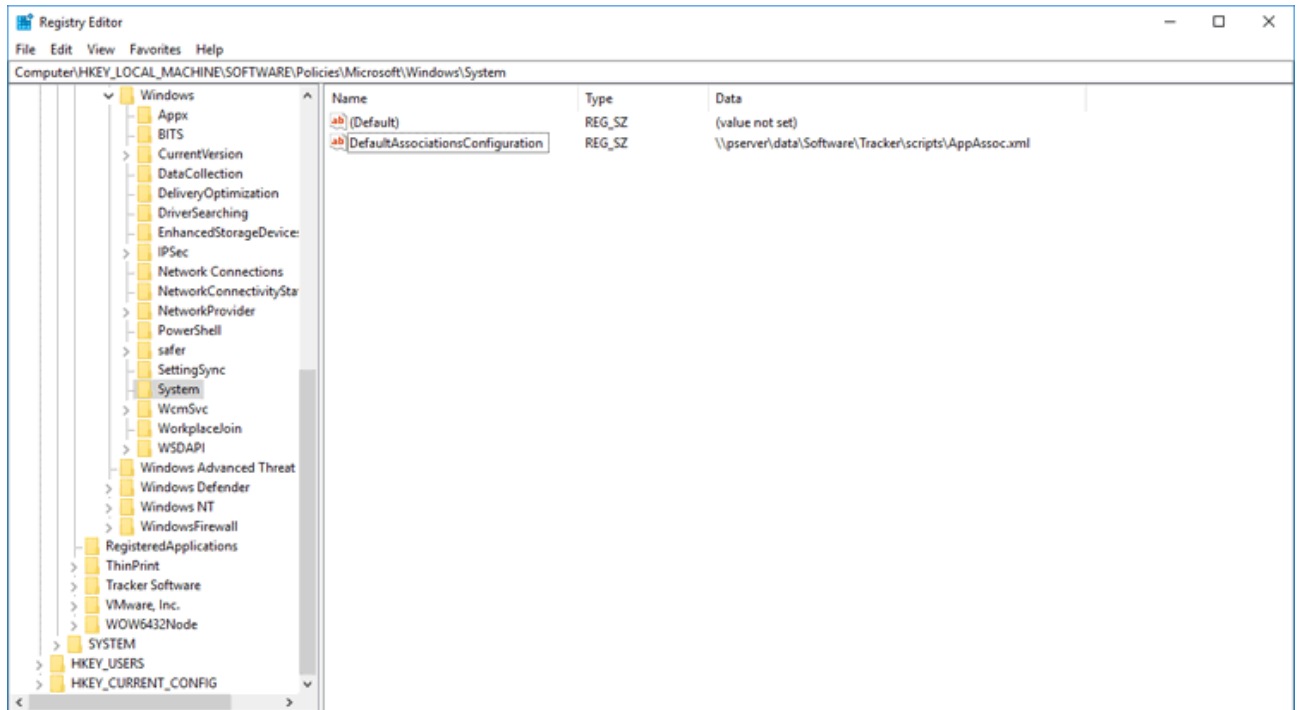 Registry Editor
File Edit View Favorites Help
Computer\HKEY_LOCAL_MACHINE\SOFTWARE\Policies\Microsoft\Windows\System
Windows
Appx
BITS
CurrentVersion
DataCollection
DeliveryOptimization
DriverSearching
EnhancedStorageDevice
IPSec
Network Connections
NetworkConnectivitySta
NetworkProvider
PowerShell
safer
SettingSync
System
WcmSvc
WorkplaceJoin
WSDAPI
Windows Advanced Threat
Windows Defender
Windows NT
WindowsFirewall
RegisteredApplications
ThinPrint
Tracker Software
VMware, Inc.
WOW6432Node
SYSTEM
HKEY_USERS
HKEY_CURRENT_CONFIG
Name Type Data
ab (Default) REG_SZ (value not set)
ab DefaultAssociationsConfiguration REG_SZ \\pserver\data\Software\Tracker\scripts\AppAssoc.xml